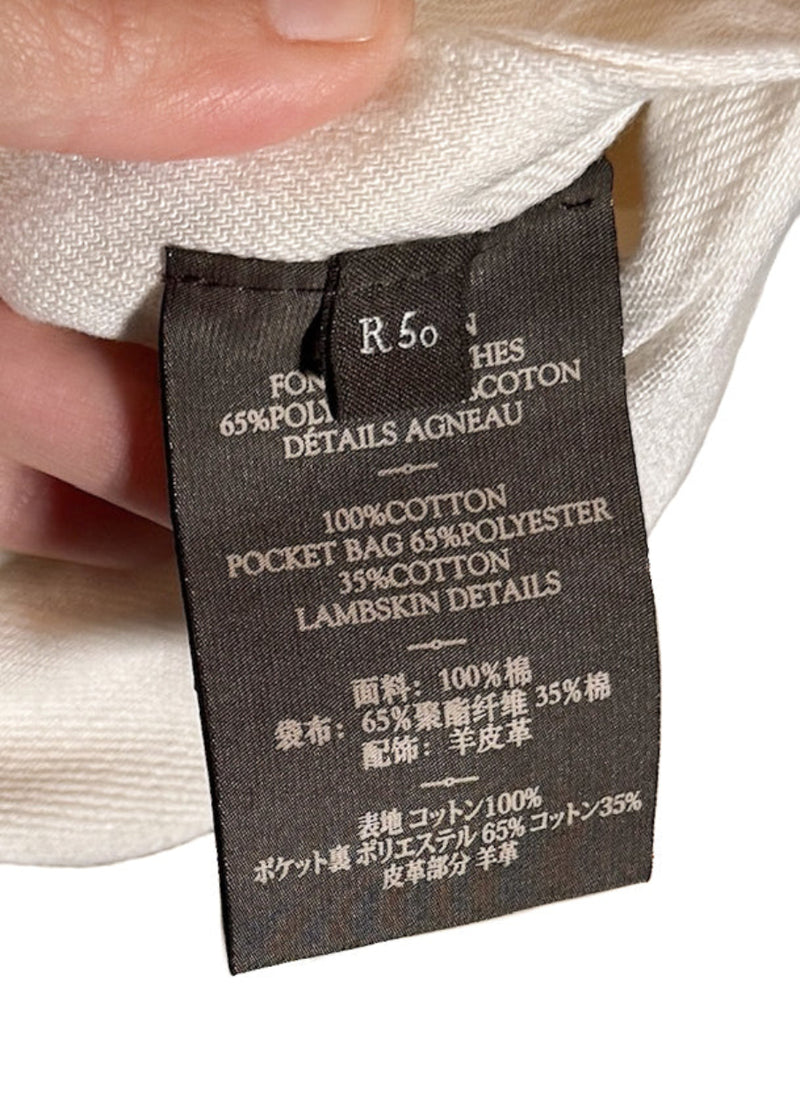 R 50
N
FON HES
65%POLY COTON
DÉTAILS AGNEAU
100%COTTON
POCKET BAG 65%POLYESTER
35%COTTON
LAMBSKIN DETAILS
面料: 100%棉
袋布: 65%聚酯纤维 35%棉
配饰: 羊皮革
表地 コットン100%
ポケット裏 ポリエステル 65% コットン35%
皮革部分 羊革